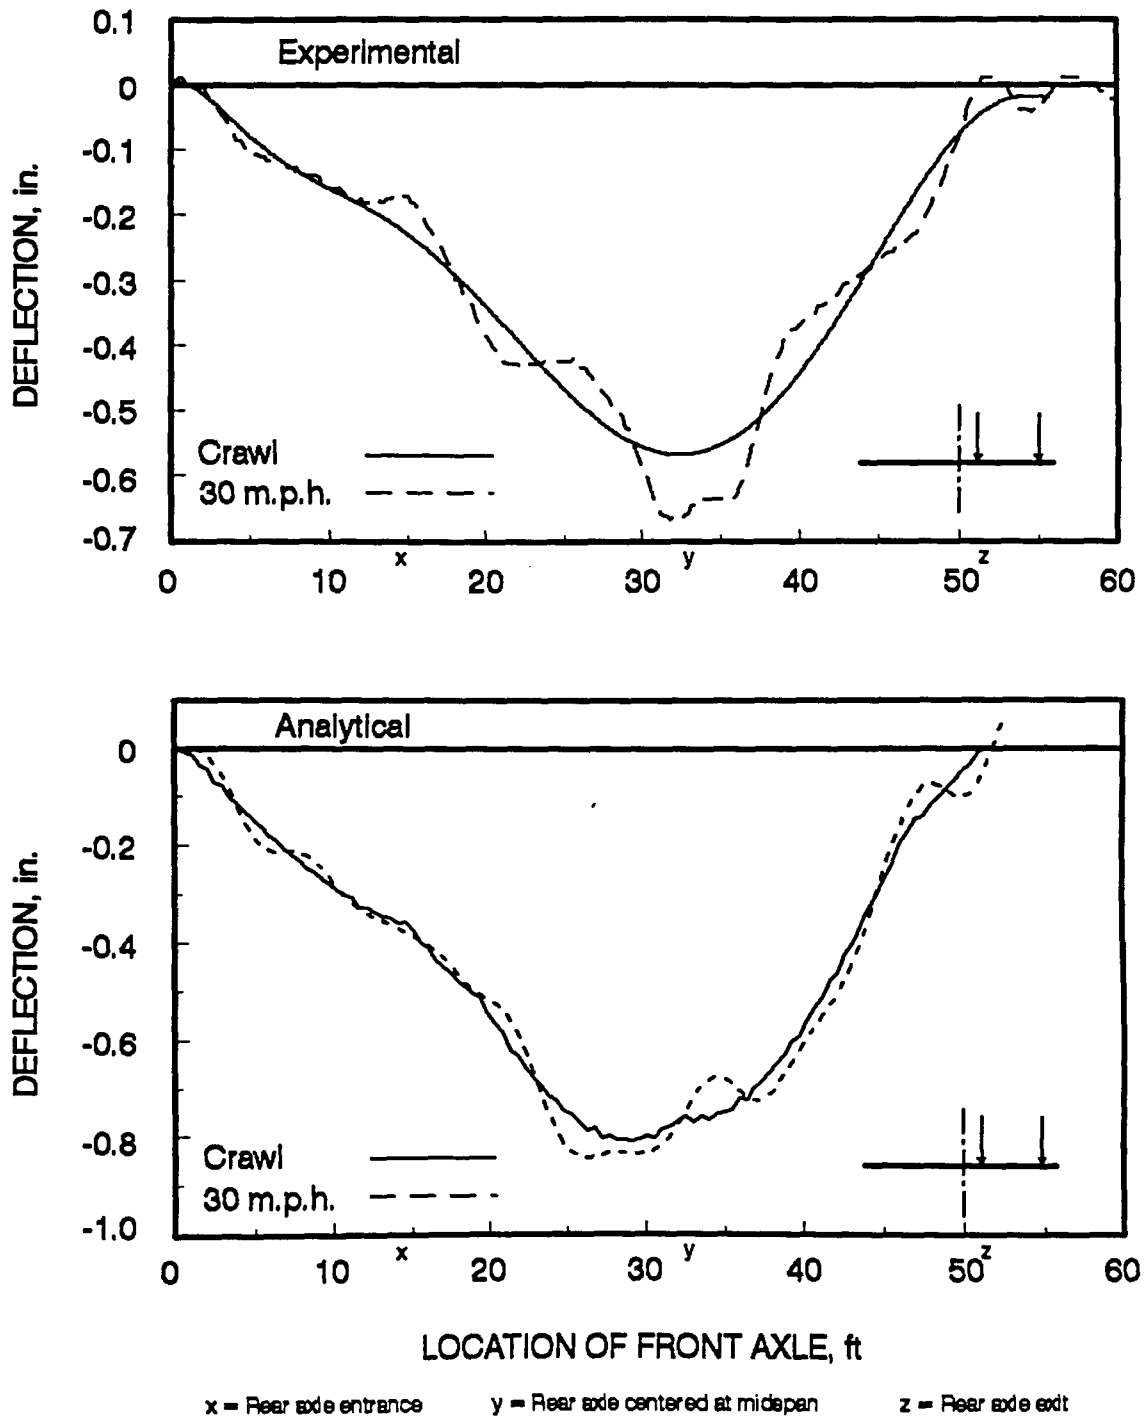 0.1
Experimental
0
-0.1
-0.2
-0.3
-0.4
-0.5
-0.6
-0.7
DEFLECTION, in.
Crawl
30 m.p.h.
x y z
0 10 20 30 40 50 60
Analytical
0
-0.2
-0.4
-0.6
-0.8
-1.0
DEFLECTION, in.
Crawl
30 m.p.h.
x y z
0 10 20 30 40 50 60
LOCATION OF FRONT AXLE, ft
x = Rear axle entrance y = Rear axle centered at midspan z = Rear axle exit